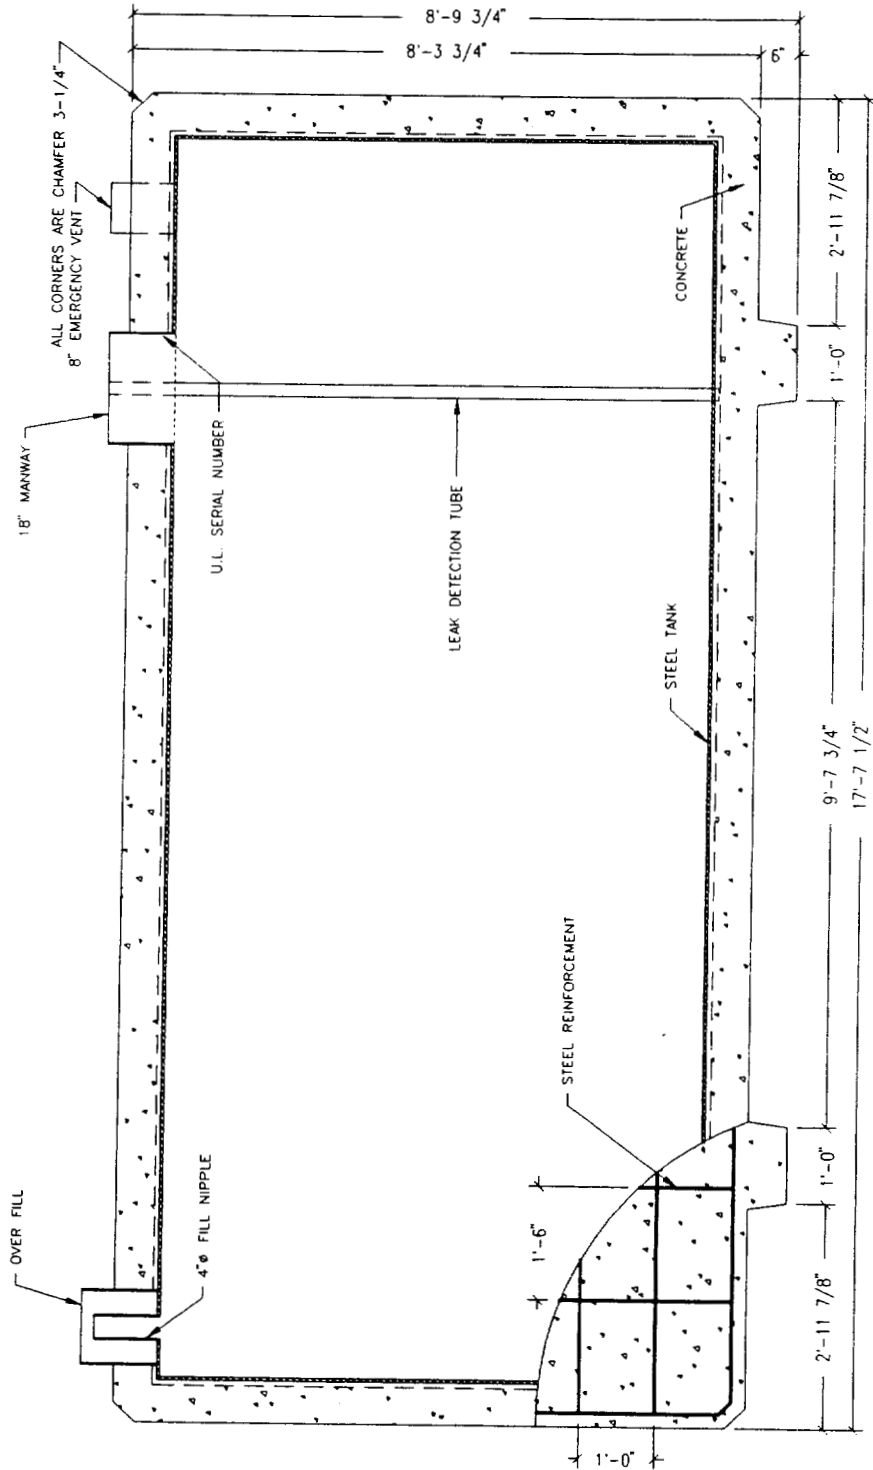 8'-9 3/4"
8'-3 3/4"
6"
ALL CORNERS ARE CHAMFER 3-1/4"
8" EMERGENCY VENT
18" MANWAY
U.L. SERIAL NUMBER
LEAK DETECTION TUBE
CONCRETE
STEEL TANK
STEEL REINFORCEMENT
OVER FILL
4"ø FILL NIPPLE
1'-6"
1'-0"
2'-11 7/8"
1'-0"
9'-7 3/4"
1'-0"
2'-11 7/8"
17'-7 1/2"